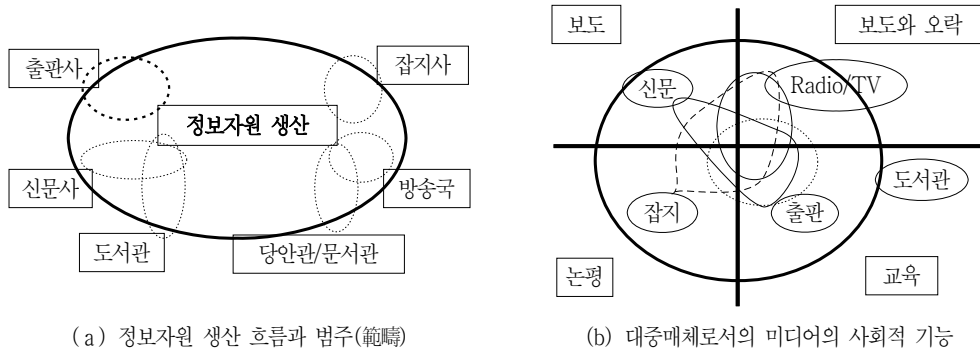 출판사
잡지사
정보자원 생산
신문사
방송국
도서관
당안관/문서관
(a) 정보자원 생산 흐름과 범주(範疇)
보도
보도와 오락
신문
Radio/TV
도서관
잡지
출판
논평
교육
(b) 대중매체로서의 미디어의 사회적 기능